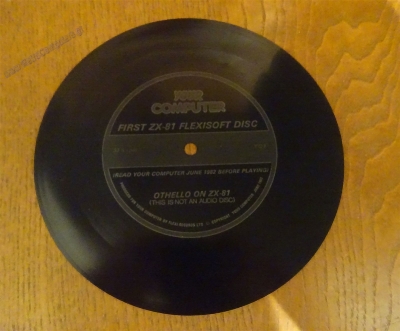 YOUR
COMPUTER
FIRST ZX-81 FLEXISOFT DISC
(READ YOUR COMPUTER JUNE 1982 BEFORE PLAYING)
OTHELLO ON ZX-81
(THIS IS NOT AN AUDIO DISC)